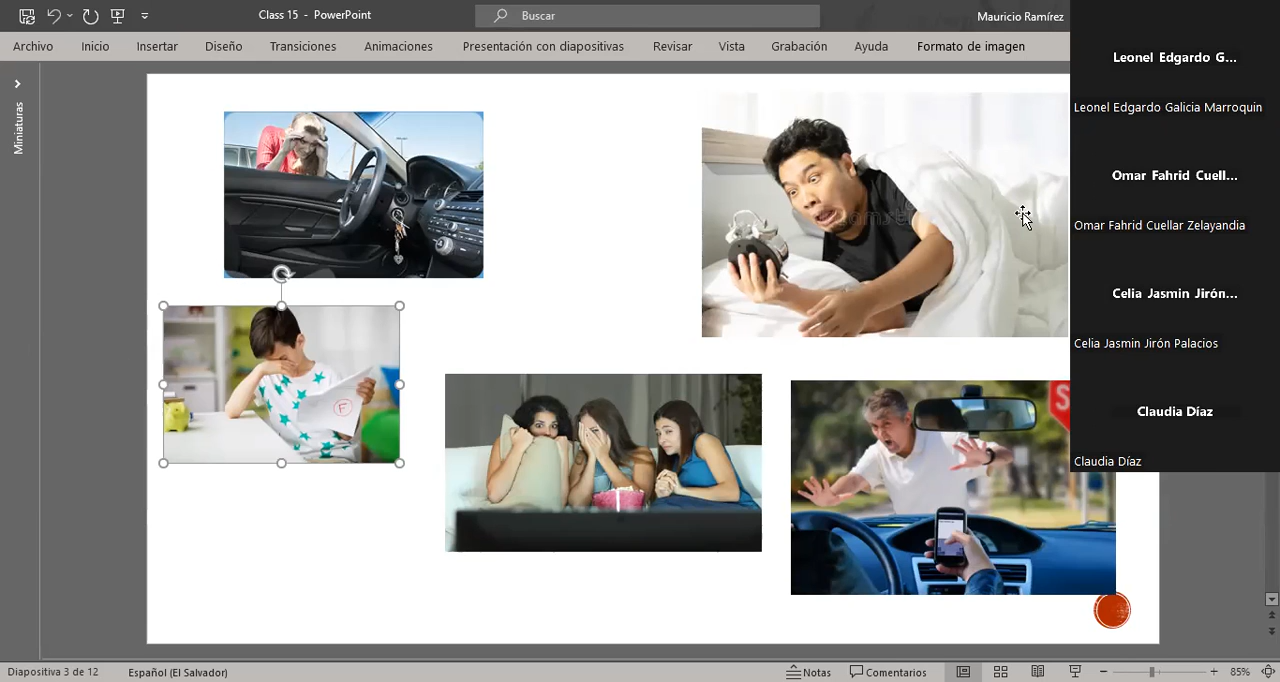 Class 15 - PowerPoint
Buscar
Mauricio Ramírez
Archivo Inicio Insertar Diseño Transiciones Animaciones Presentación con diapositivas Revisar Vista Grabación Ayuda Formato de imagen
Miniaturas
F
S
Leonel Edgardo G...
Leonel Edgardo Galicia Marroquin
Omar Fahrid Cuell...
Omar Fahrid Cuellar Zelayandia
Celia Jasmin Jirón...
Celia Jasmin Jirón Palacios
Claudia Díaz
Claudia Díaz
Diapositiva 3 de 12 Español (El Salvador) Notas Comentarios 85%